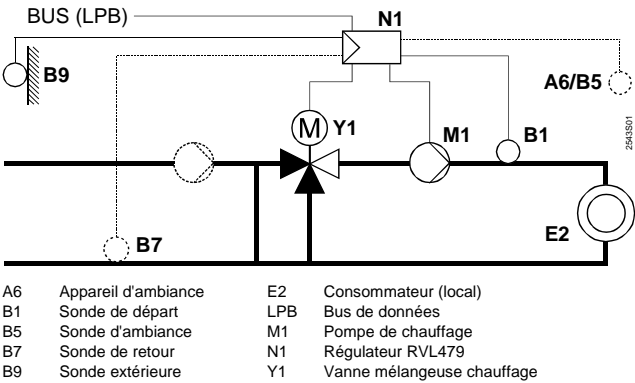 BUS (LPB)
N1
B9
A6/B5
M
Y1
M1
B1
2543S01
B7
E2
A6 Appareil d'ambiance E2 Consommateur (local)
B1 Sonde de départ LPB Bus de données
B5 Sonde d'ambiance M1 Pompe de chauffage
B7 Sonde de retour N1 Régulateur RVL479
B9 Sonde extérieure Y1 Vanne mélangeuse chauffage